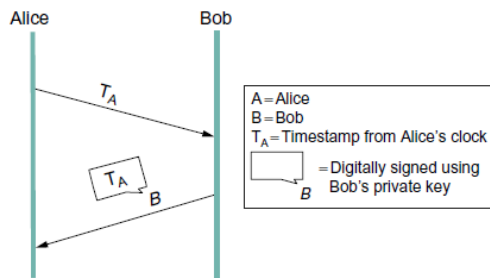 Alice
Bob
TA
TA
B
A=Alice
B=Bob
TA=Timestamp from Alice's clock
=Digitally signed using
B
Bob's private key